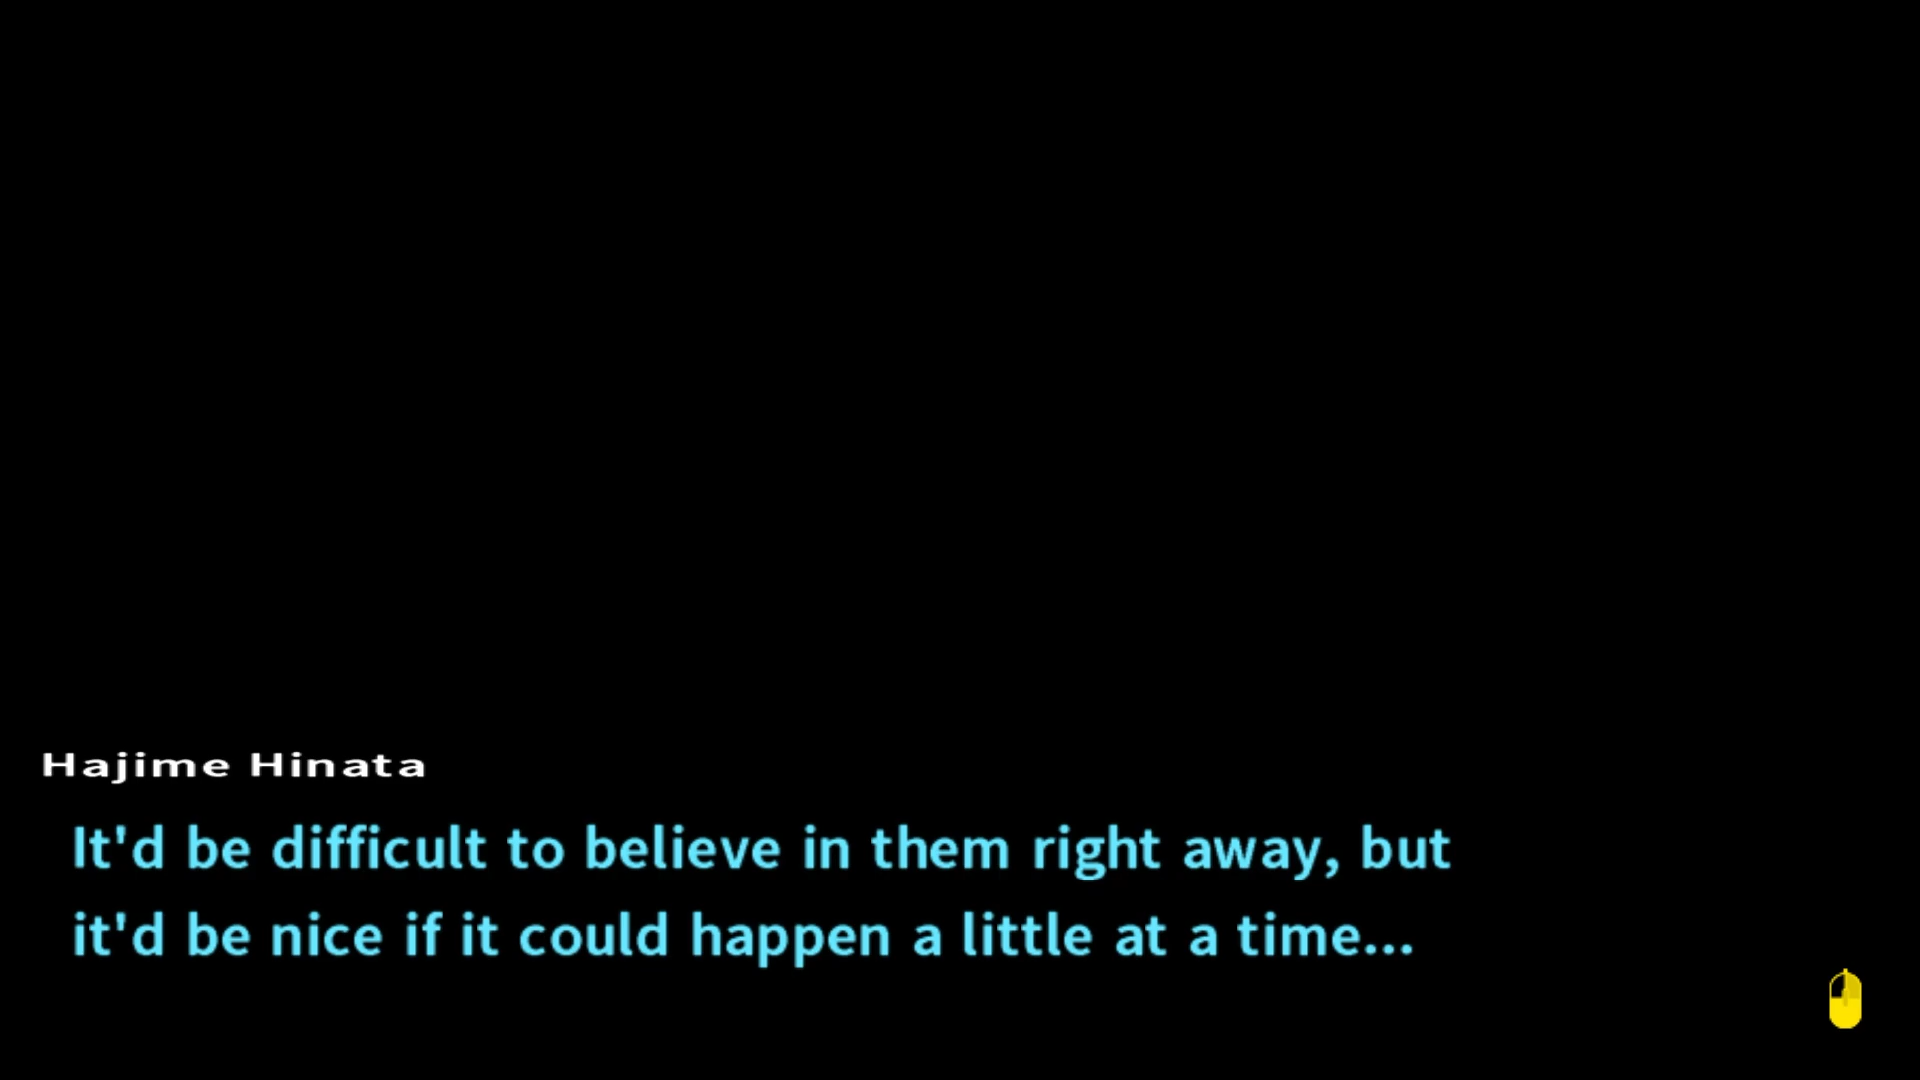 Hajime Hinata
It'd be difficult to believe in them right away, but
it'd be nice if it could happen a little at a time...